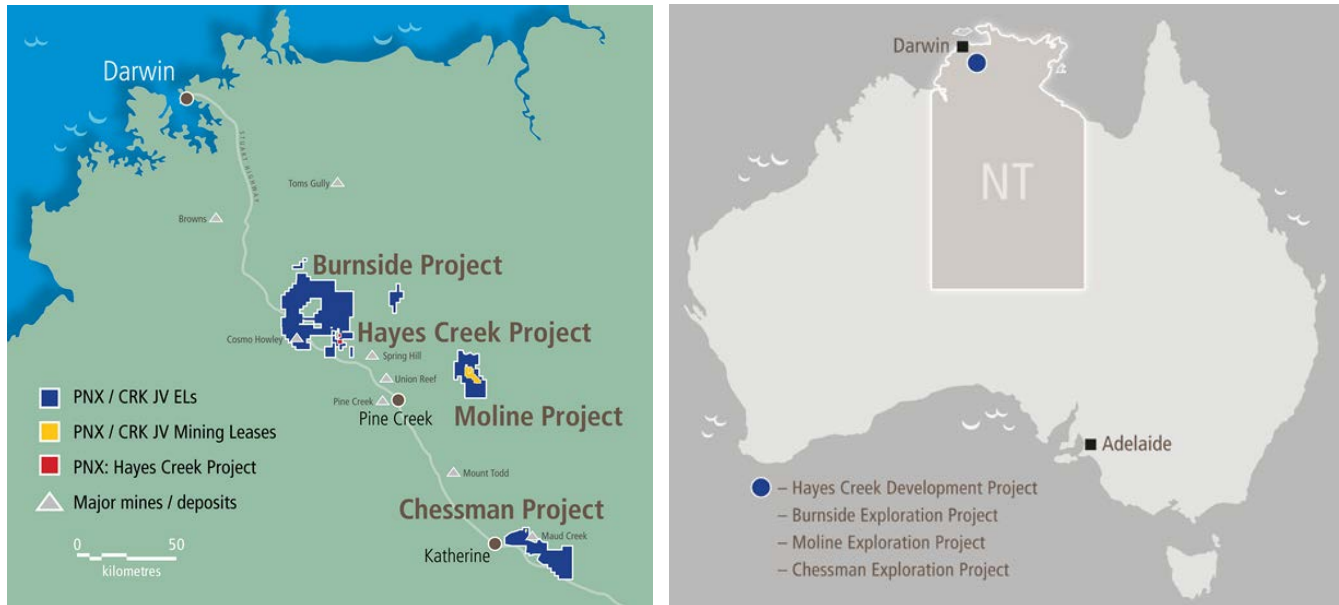 Darwin
STUART HIGHWAY
Toms Gully
Browns
Burnside Project
Hayes Creek Project
Cosmo Howley
Spring Hill
Union Reef
Pine Creek
Pine Creek
Moline Project
Mount Todd
Chessman Project
Maud Creek
Katherine
PNX / CRK JV ELs
PNX / CRK JV Mining Leases
PNX: Hayes Creek Project
Major mines / deposits
0 50
kilometres
Darwin
NT
Adelaide
– Hayes Creek Development Project
– Burnside Exploration Project
– Moline Exploration Project
– Chessman Exploration Project